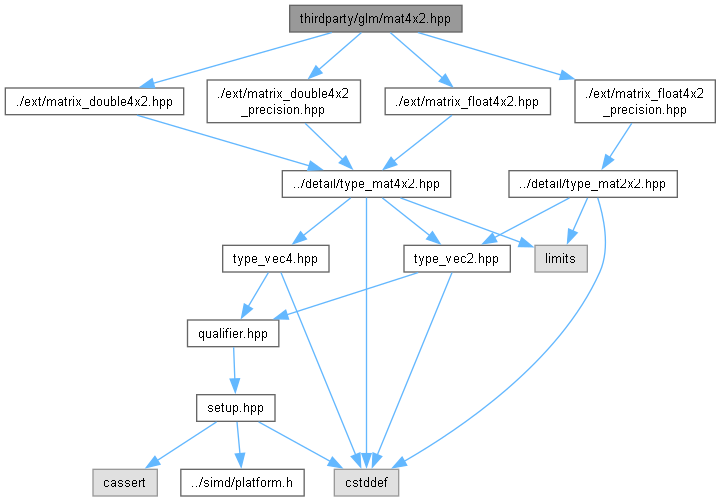 thirdparty/glm/mat4x2.hpp
./ext/matrix_double4x2.hpp
./ext/matrix_double4x2
_precision.hpp
./ext/matrix_float4x2.hpp
./ext/matrix_float4x2
_precision.hpp
../detail/type_mat4x2.hpp
../detail/type_mat2x2.hpp
type_vec4.hpp
type_vec2.hpp
limits
qualifier.hpp
setup.hpp
cassert
../simd/platform.h
cstddef